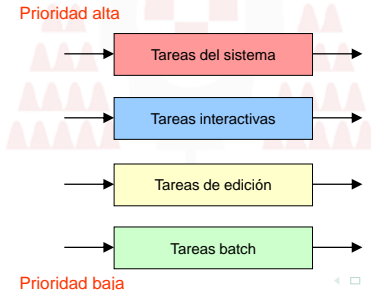 Prioridad alta
Tareas del sistema
Tareas interactivas
Tareas de edición
Tareas batch
Prioridad baja